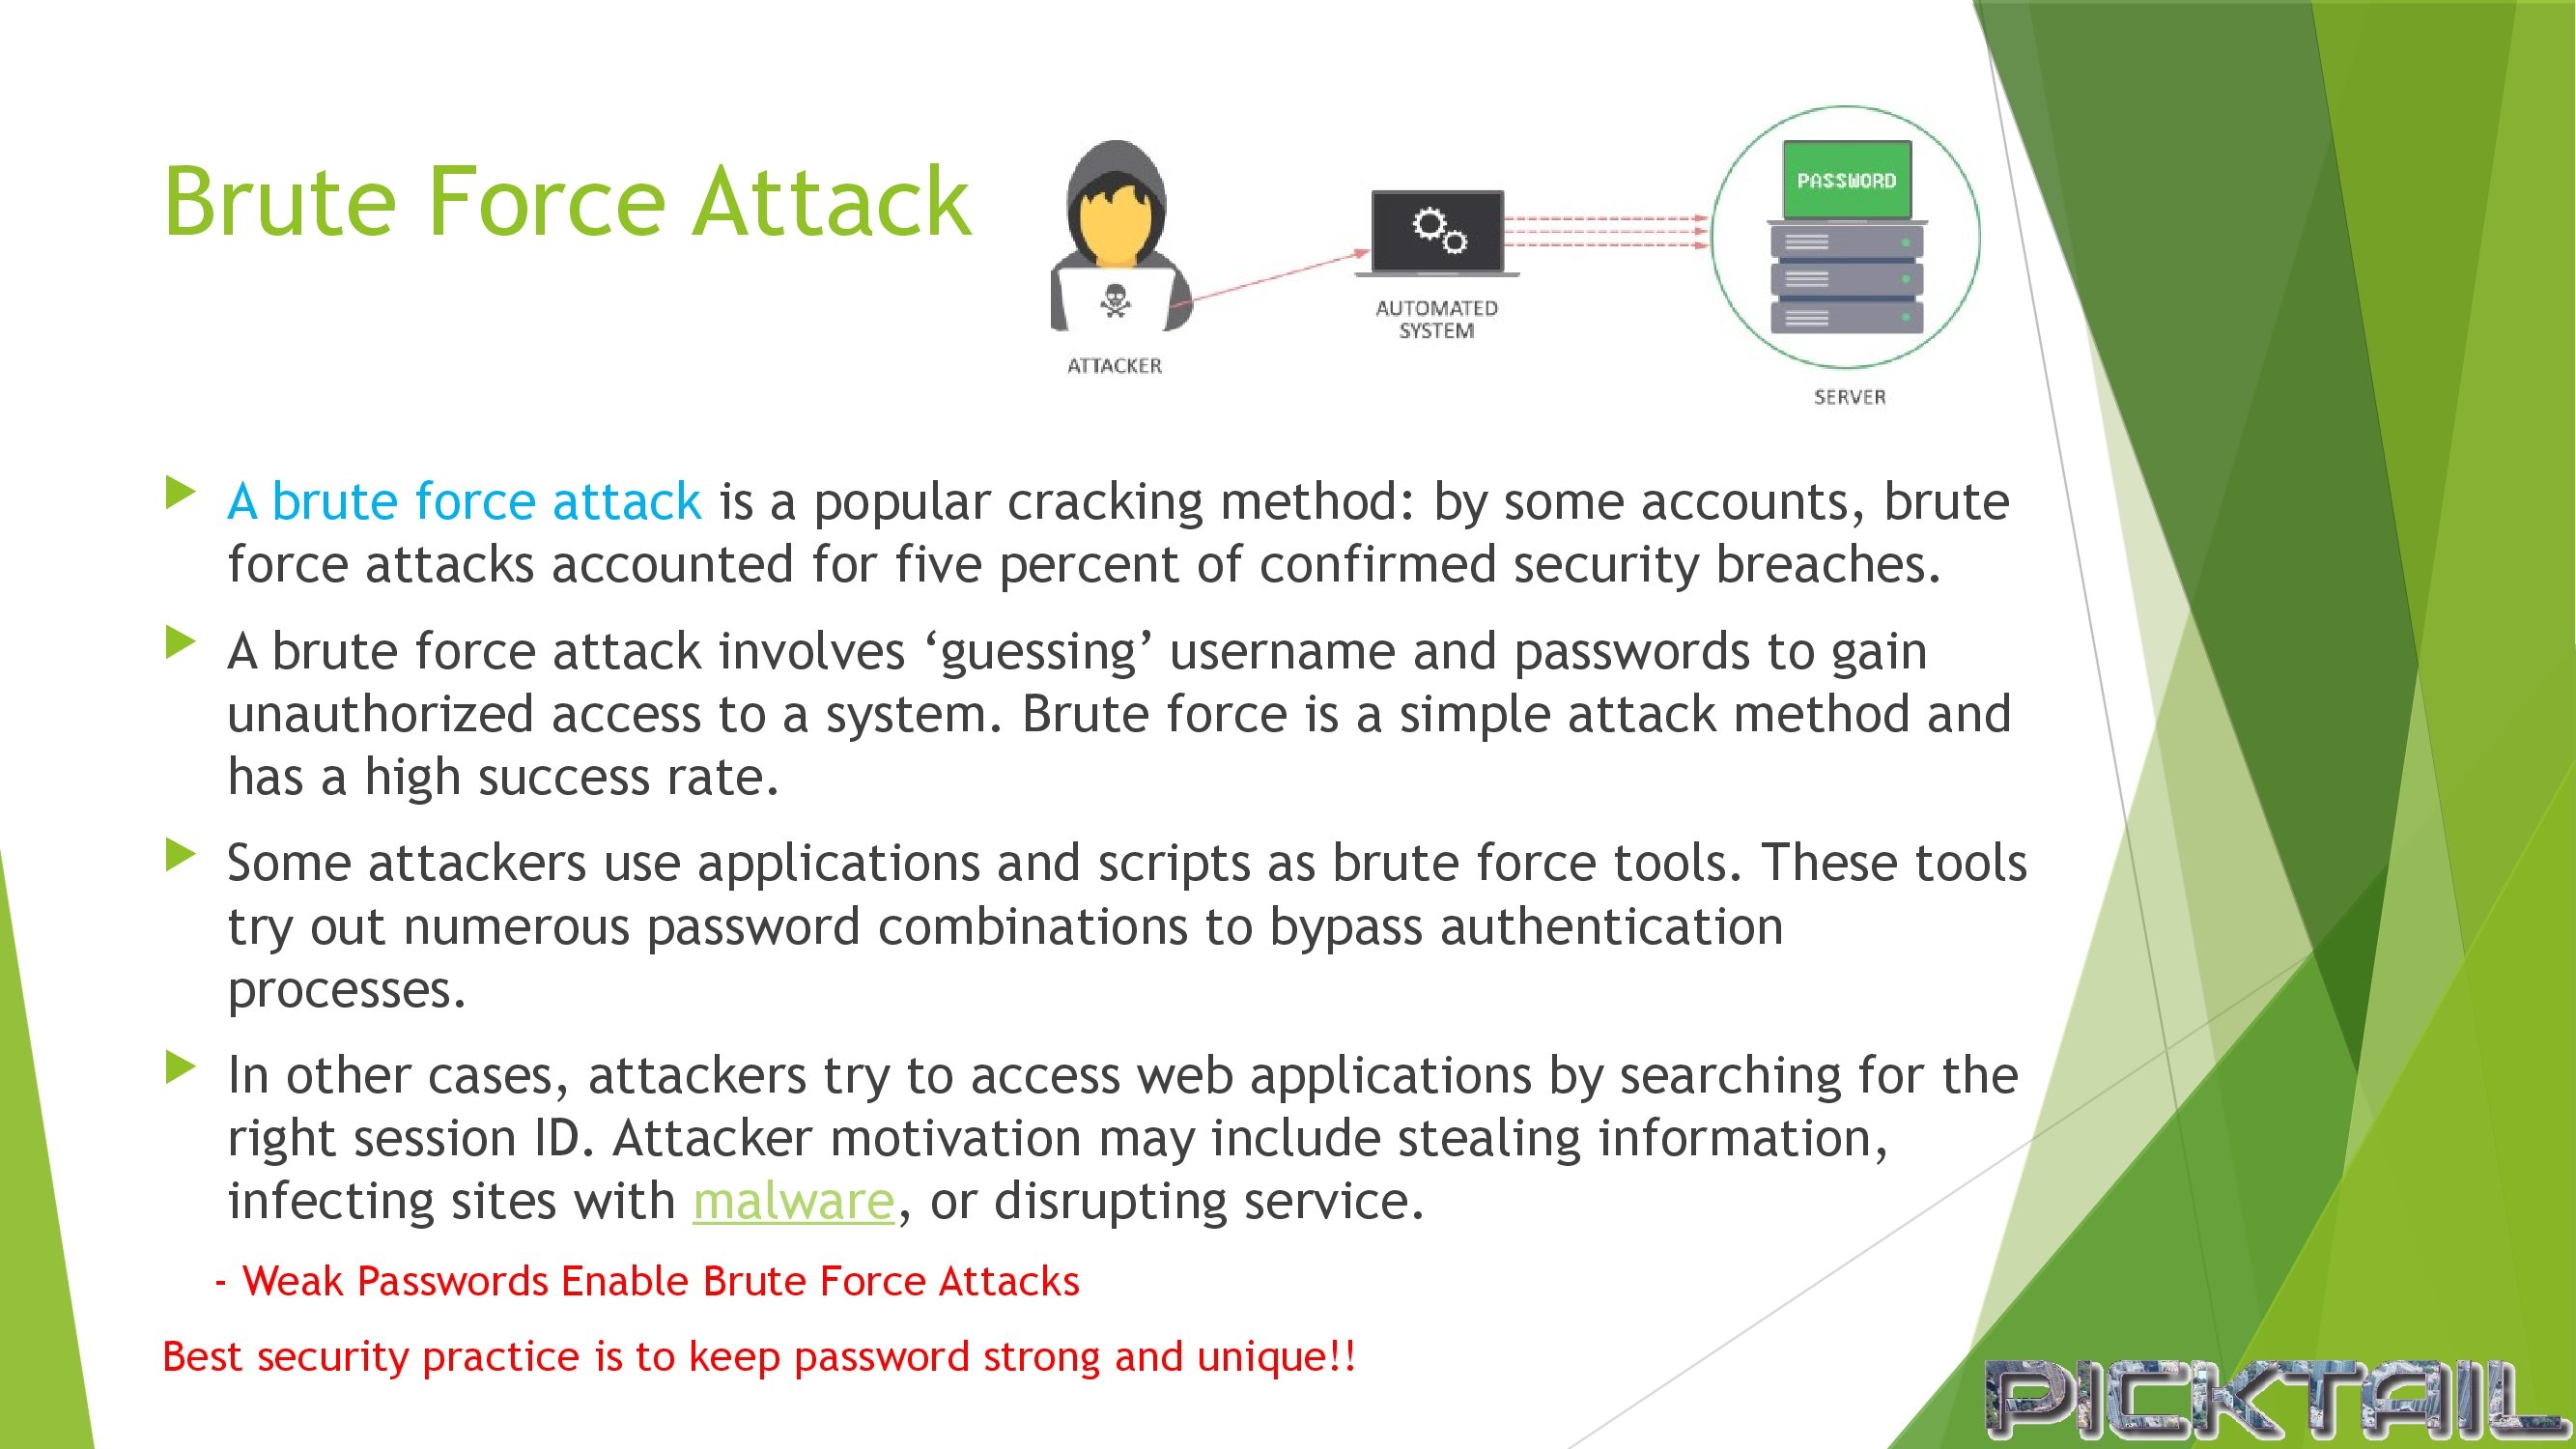 Brute Force Attack
PASSWORD
AUTOMATED
SYSTEM
ATTACKER
SERVER
A brute force attack is a popular cracking method: by some accounts, brute
force attacks accounted for five percent of confirmed security breaches.
A brute force attack involves ‘guessing’ username and passwords to gain
unauthorized access to a system. Brute force is a simple attack method and
has a high success rate.
Some attackers use applications and scripts as brute force tools. These tools
try out numerous password combinations to bypass authentication
processes.
In other cases, attackers try to access web applications by searching for the
right session ID. Attacker motivation may include stealing information,
infecting sites with malware, or disrupting service.
- Weak Passwords Enable Brute Force Attacks
Best security practice is to keep password strong and unique!!
PICKTAIL